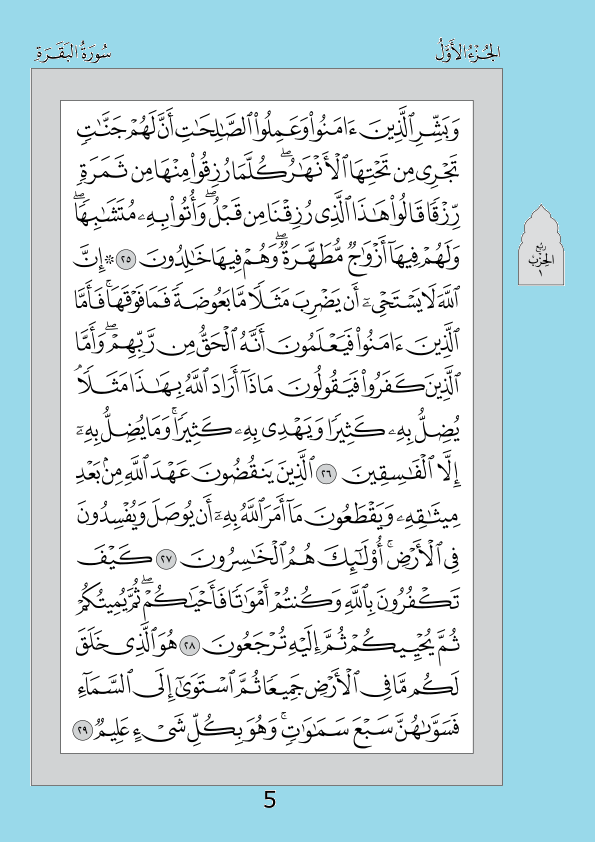 الجُزْءُ الأَوَّلُ
سُورَةُ البَقَرَةِ
وَبَشِّرِ ٱلَّذِينَ ءَامَنُوا۟ وَعَمِلُوا۟ ٱلصَّـٰلِحَـٰتِ أَنَّ لَهُمْ جَنَّـٰتٍ
تَجْرِى مِن تَحْتِهَا ٱلْأَنْهَـٰرُ ۖ كُلَّمَا رُزِقُوا۟ مِنْهَا مِن ثَمَرَةٍ
رِّزْقًا قَالُوا۟ هَـٰذَا ٱلَّذِى رُزِقْنَا مِن قَبْلُ ۖ وَأُتُوا۟ بِهِۦ مُتَشَـٰبِهًا ۖ
وَلَهُمْ فِيهَآ أَزْوَٰجٌ مُّطَهَّرَةٌ ۖ وَهُمْ فِيهَا خَـٰلِدُونَ ٢٥ ۞ إِنَّ
ٱللَّهَ لَا يَسْتَحْىِۦٓ أَن يَضْرِبَ مَثَلًا مَّا بَعُوضَةً فَمَا فَوْقَهَا ۚ فَأَمَّا
ٱلَّذِينَ ءَامَنُوا۟ فَيَعْلَمُونَ أَنَّهُ ٱلْحَقُّ مِن رَّبِّهِمْ ۖ وَأَمَّا
ٱلَّذِينَ كَفَرُوا۟ فَيَقُولُونَ مَاذَآ أَرَادَ ٱللَّهُ بِهَـٰذَا مَثَلًا ۘ
يُضِلُّ بِهِۦ كَثِيرًا وَيَهْدِى بِهِۦ كَثِيرًا ۚ وَمَا يُضِلُّ بِهِۦٓ
إِلَّا ٱلْفَـٰسِقِينَ ٢٦ ٱلَّذِينَ يَنقُضُونَ عَهْدَ ٱللَّهِ مِنۢ بَعْدِ
مِيثَـٰقِهِۦ وَيَقْطَعُونَ مَآ أَمَرَ ٱللَّهُ بِهِۦٓ أَن يُوصَلَ وَيُفْسِدُونَ
فِى ٱلْأَرْضِ ۚ أُو۟لَـٰٓئِكَ هُمُ ٱلْخَـٰسِرُونَ ٢٧ كَيْفَ
تَكْفُرُونَ بِٱللَّهِ وَكُنتُمْ أَمْوَٰتًا فَأَحْيَـٰكُمْ ۖ ثُمَّ يُمِيتُكُمْ
ثُمَّ يُحْيِيكُمْ ثُمَّ إِلَيْهِ تُرْجَعُونَ ٢٨ هُوَ ٱلَّذِى خَلَقَ
لَكُم مَّا فِى ٱلْأَرْضِ جَمِيعًا ثُمَّ ٱسْتَوَىٰٓ إِلَى ٱلسَّمَآءِ
فَسَوَّىٰهُنَّ سَبْعَ سَمَـٰوَٰتٍ ۚ وَهُوَ بِكُلِّ شَىْءٍ عَلِيمٌ ٢٩
رُبْع
الحِزْبْ
١
5